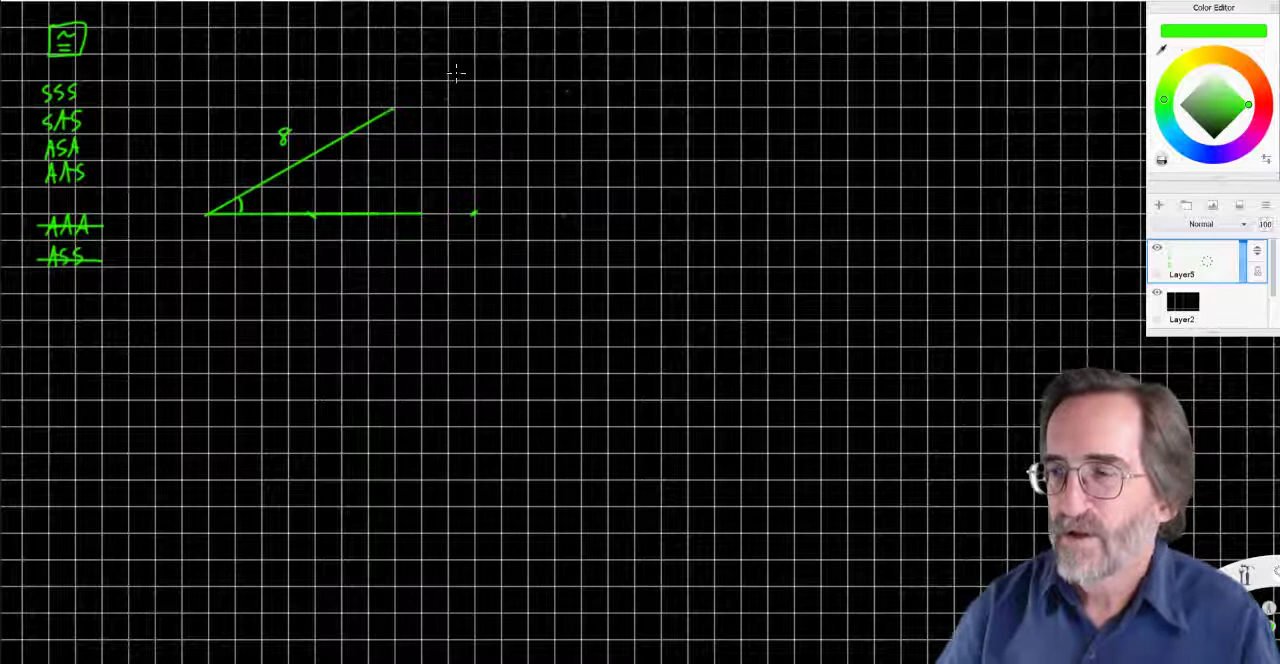 ≅
SSS
SAS
ASA
AAS
AAA
ASS
8
Color Editor
Normal
100
Layer5
Layer2